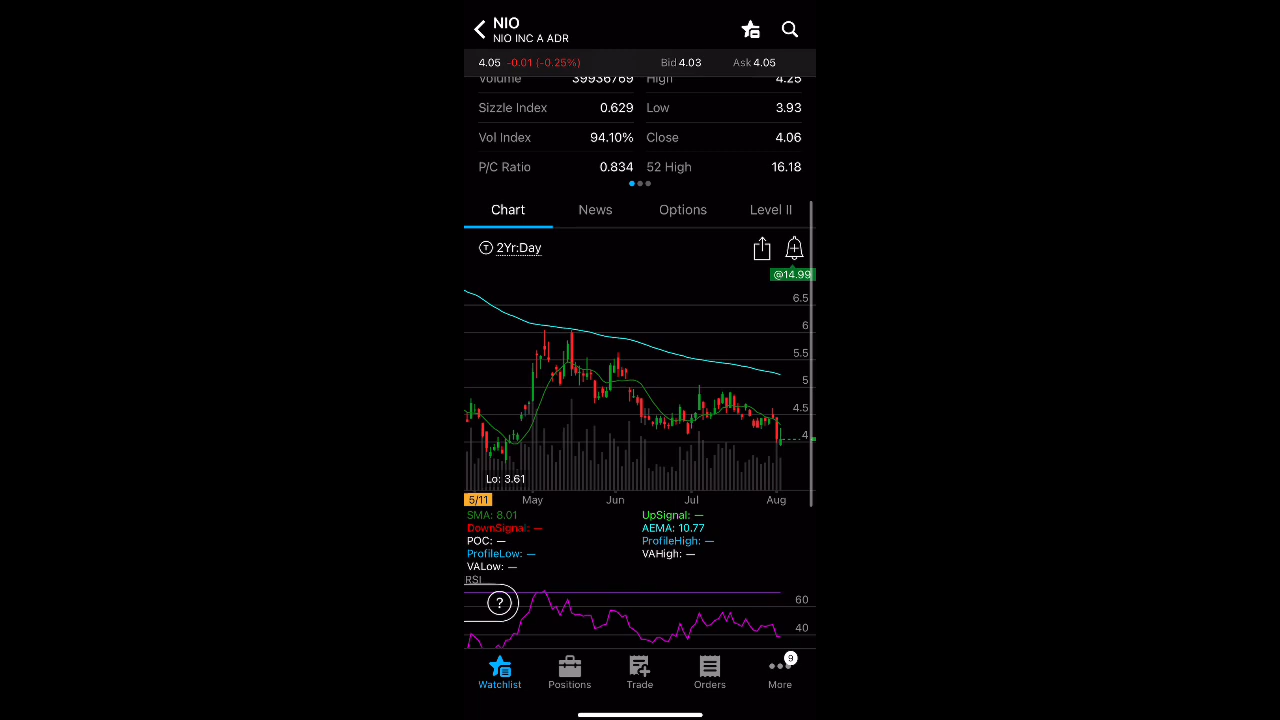 NIO
NIO INC A ADR
4.05 -0.01 (-0.25%) Bid 4.03 Ask 4.05
Volume 39936769 High 4.25
Sizzle Index 0.629 Low 3.93
Vol Index 94.10% Close 4.06
P/C Ratio 0.834 52 High 16.18
Chart News Options Level II
T 2Yr:Day
@14.99
6.5
6
5.5
5
4.5
4
Lo: 3.61
5/11 May Jun Jul Aug
SMA: 8.01 UpSignal: —
DownSignal: — AEMA: 10.77
POC: — ProfileHigh: —
ProfileLow: — VAHigh: —
VALow: —
RSI
?
60
40
9
Watchlist Positions Trade Orders More